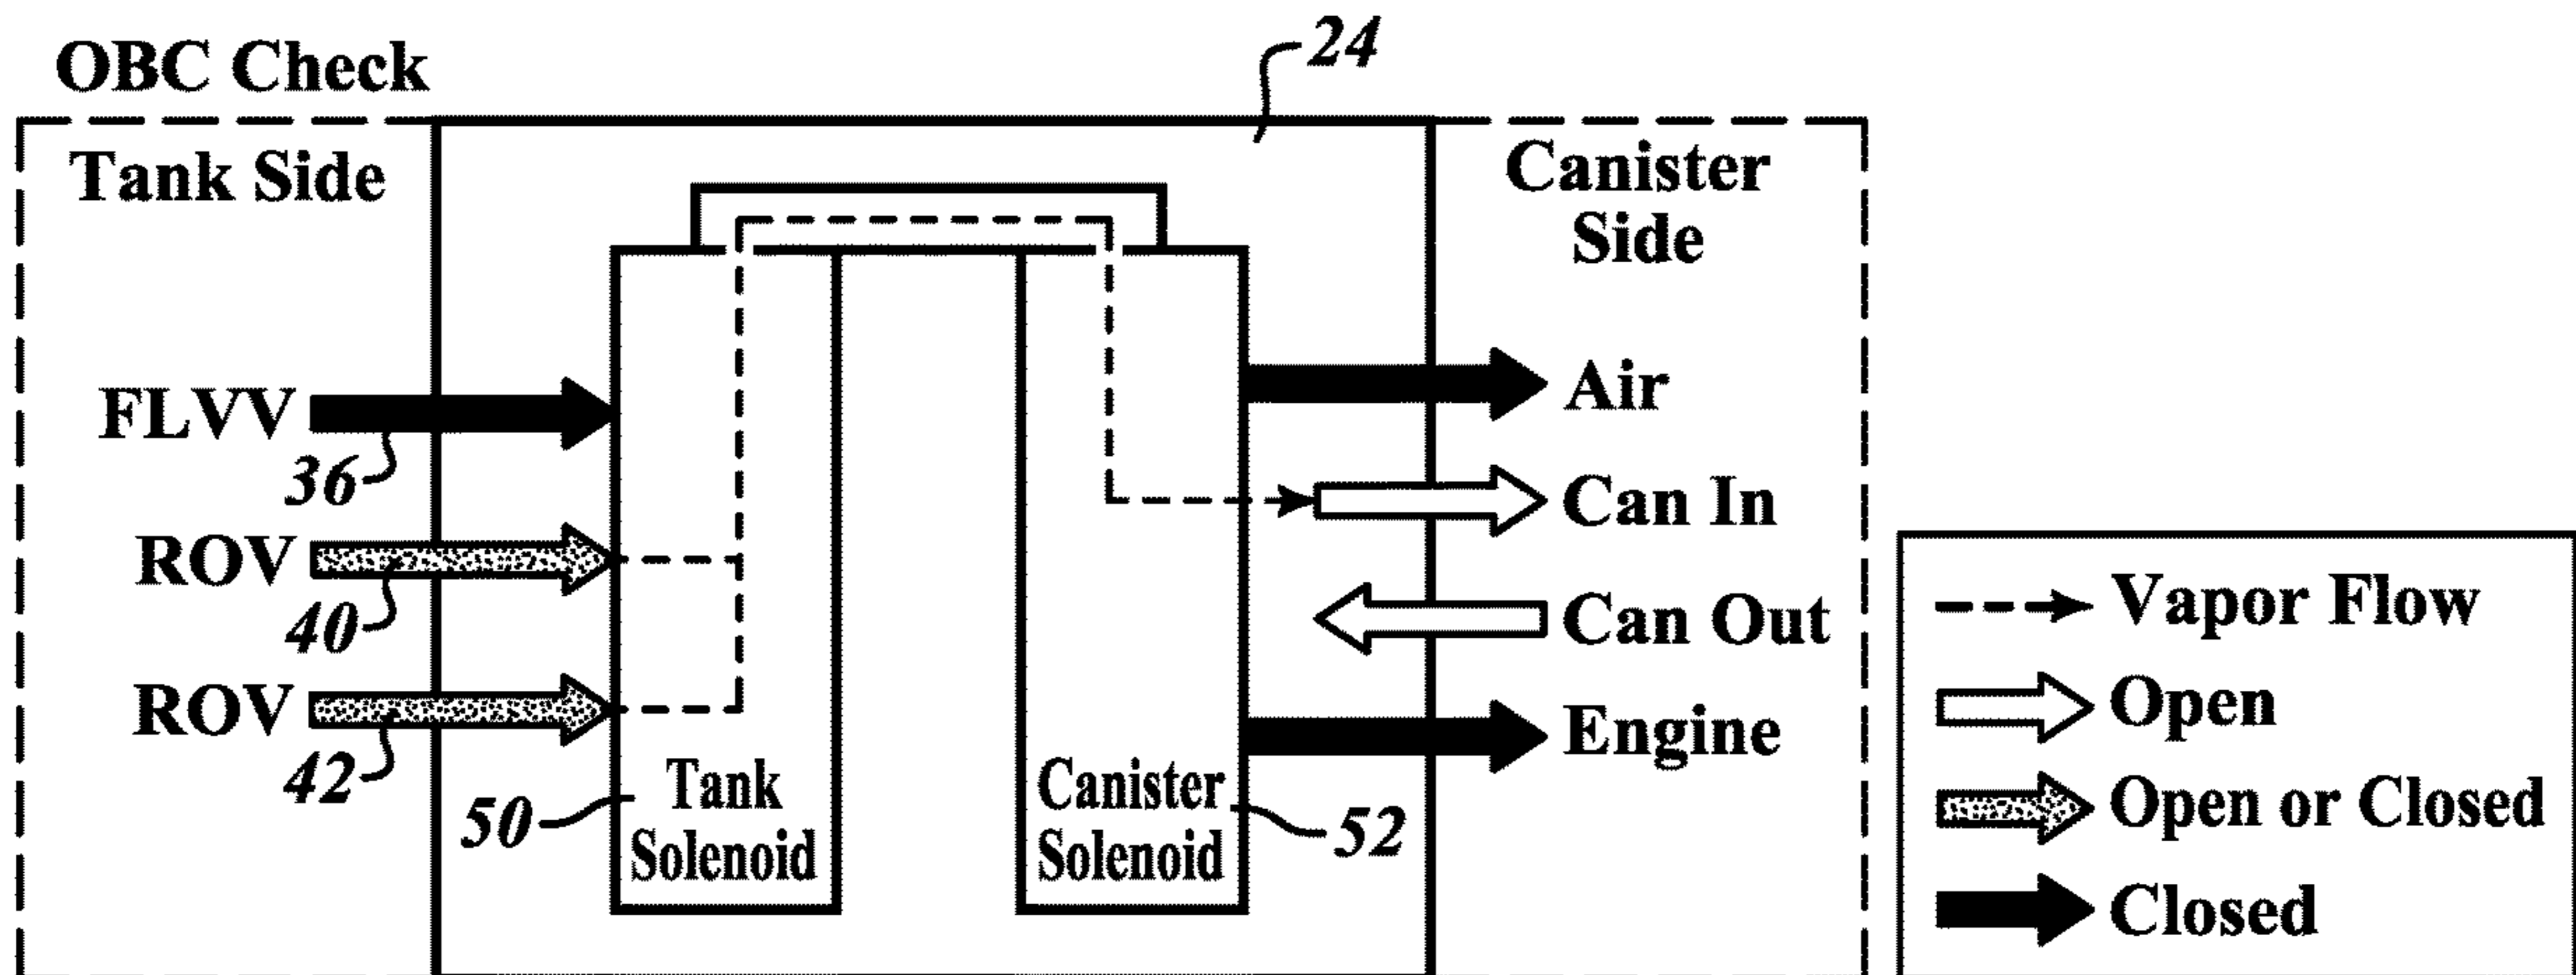 24
OBC Check
Tank Side
Canister
Side
FLVV
36
ROV
40
ROV
42
50
Tank
Solenoid
Canister
Solenoid
52
Air
Can In
Can Out
Engine
Vapor Flow
Open
Open or Closed
Closed